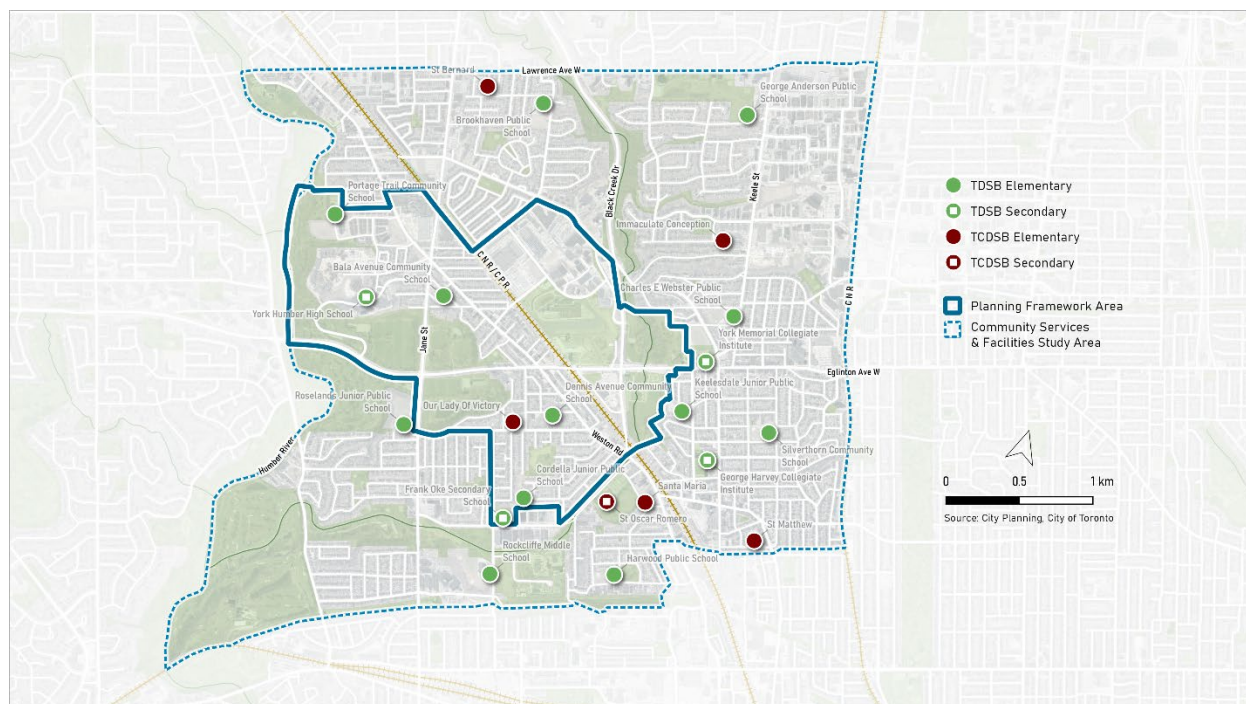 St Bernard
Lawrence Ave W
Brookhaven Public
School
George Anderson Public
School
Black Creek Dr
Keele St
Portage Trail Community
School
Immaculate Conception
CNR/CPR
CNR
Bala Avenue Community
School
Charles E Webster Public
School
York Humber High School
Jane St
York Memorial Collegiate
Institute
Eglinton Ave W
Dennis Avenue Community
School
Keelesdale Junior Public
School
Roselands Junior Public
School
Our Lady Of Victory
Weston Rd
Silverthorn Community
School
Humber River
Cordella Junior Public
School
Frank Oke Secondary
School
Santa Maria
George Harvey Collegiate
Institute
St Oscar Romero
St Matthew
Rockcliffe Middle
School
Harwood Public School
TDSB Elementary
TDSB Secondary
TCDSB Elementary
TCDSB Secondary
Planning Framework Area
Community Services
& Facilities Study Area
0 0.5 1 km
Source: City Planning, City of Toronto